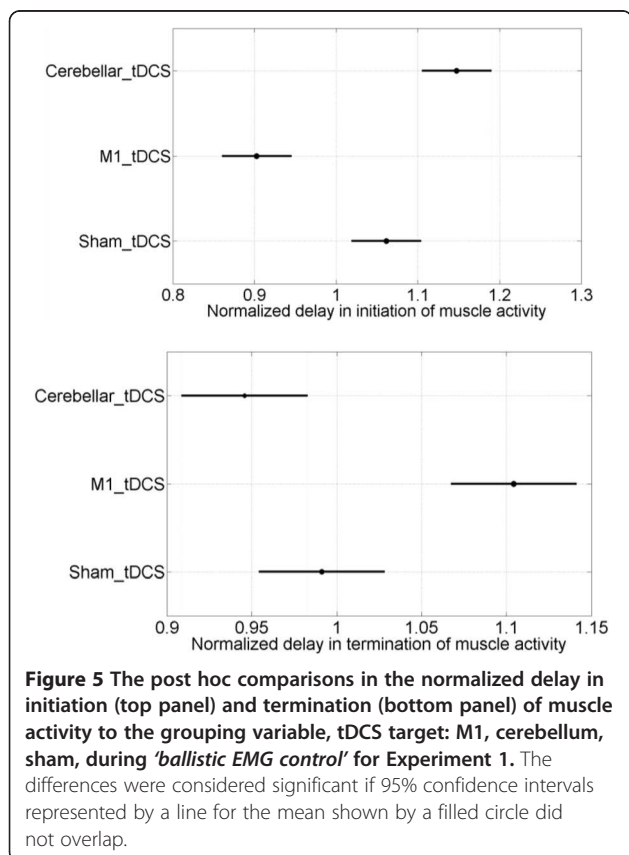 Cerebellar_tDCS
M1_tDCS
Sham_tDCS
0.8 0.9 1 1.1 1.2 1.3
Normalized delay in initiation of muscle activity
Cerebellar_tDCS
M1_tDCS
Sham_tDCS
0.9 0.95 1 1.05 1.1 1.15
Normalized delay in termination of muscle activity
Figure 5 The post hoc comparisons in the normalized delay in
initiation (top panel) and termination (bottom panel) of muscle
activity to the grouping variable, tDCS target: M1, cerebellum,
sham, during 'ballistic EMG control' for Experiment 1. The
differences were considered significant if 95% confidence intervals
represented by a line for the mean shown by a filled circle did
not overlap.